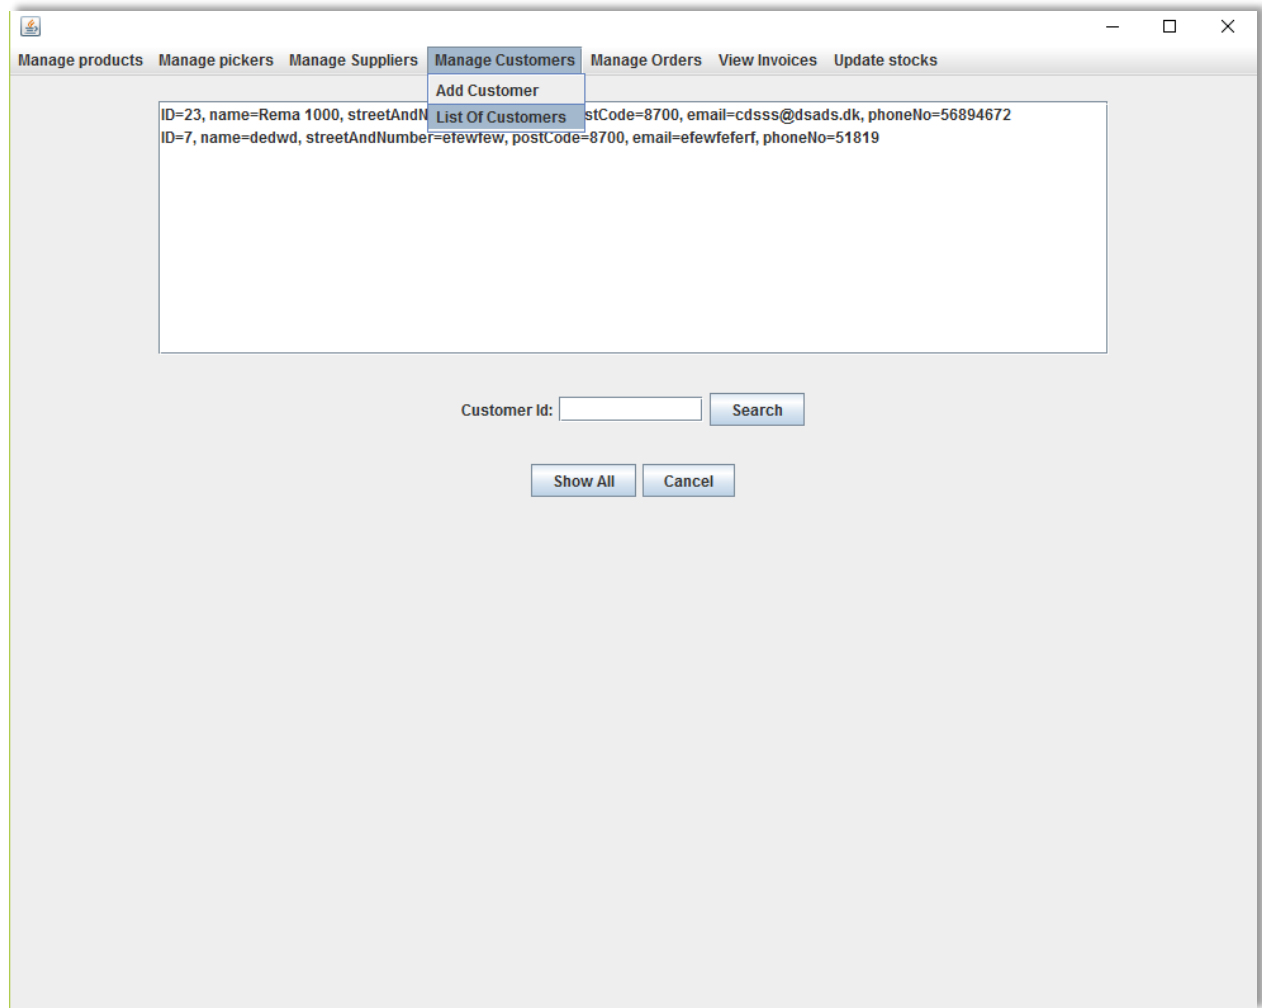 Manage products Manage pickers Manage Suppliers Manage Customers Manage Orders View Invoices Update stocks
Add Customer
List Of Customers
ID=23, name=Rema 1000, streetAndN stCode=8700, email=cdsss@dsads.dk, phoneNo=56894672
ID=7, name=dedwd, streetAndNumber=efewfew, postCode=8700, email=efewfeferf, phoneNo=51819
Customer Id: Search
Show All Cancel